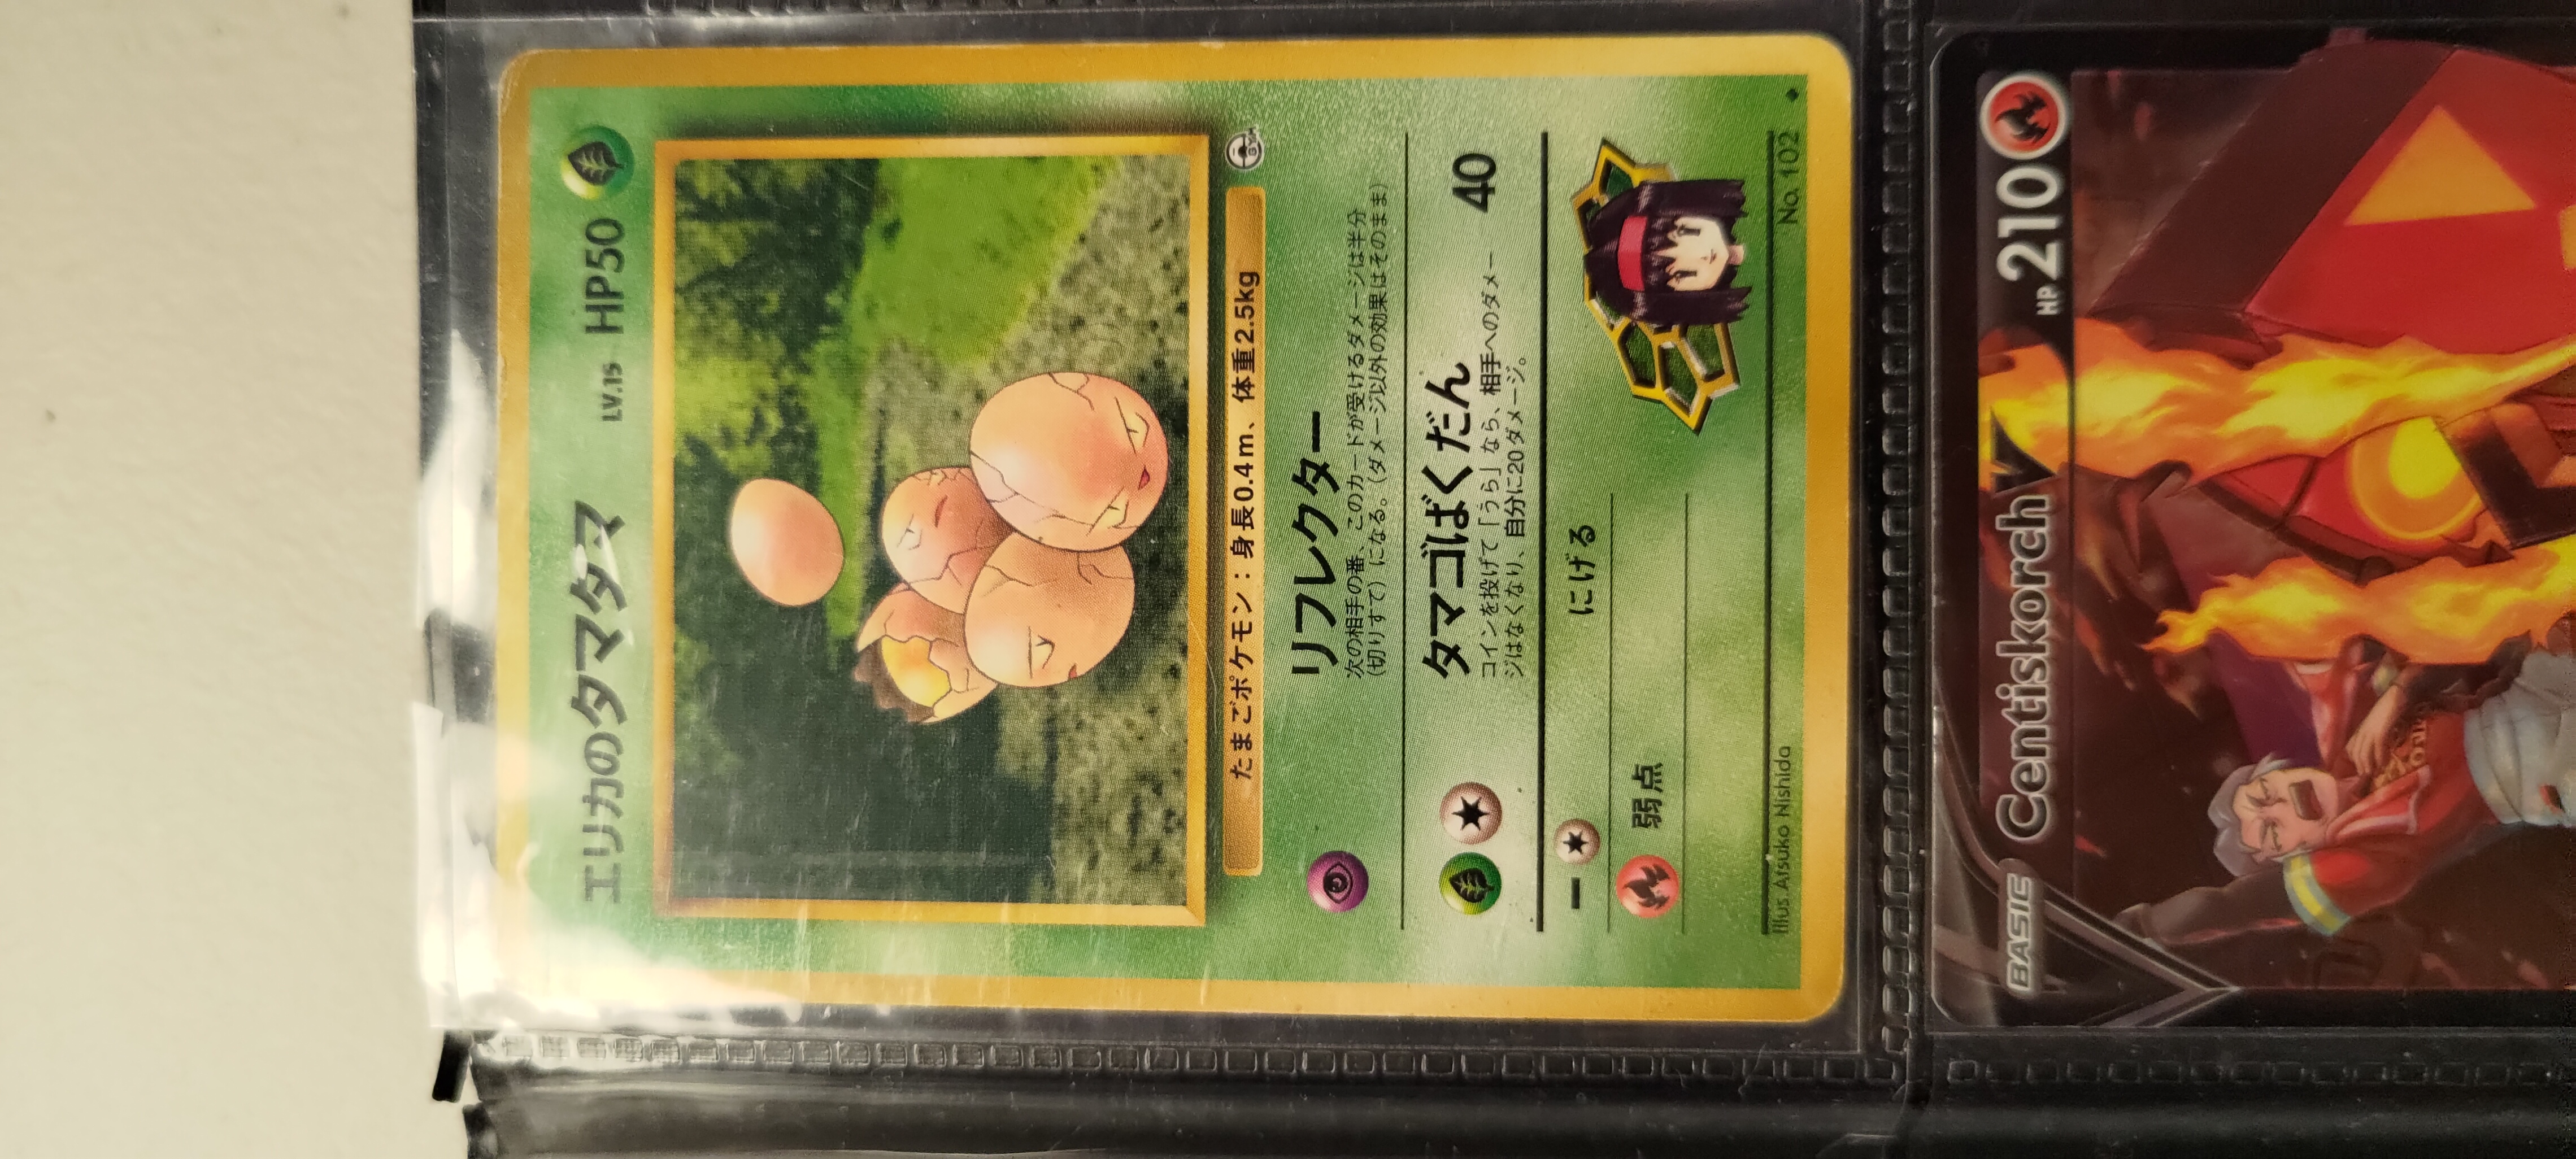 エリカのタマタマ LV.15 HP50
たまごポケモン：身長0.4m、体重2.5kg
リフレクター
次の相手の番、このカードが受けるダメージは半分
(切りすて)になる。(ダメージ以外の効果はそのまま)
タマゴばくだん 40
コインを投げて「うら」なら、相手へのダメー
ジはなくなり、自分に20ダメージ。
にげる
弱点
Illus. Atsuko Nishida No. 102
BASIC Centiskorch V HP 210